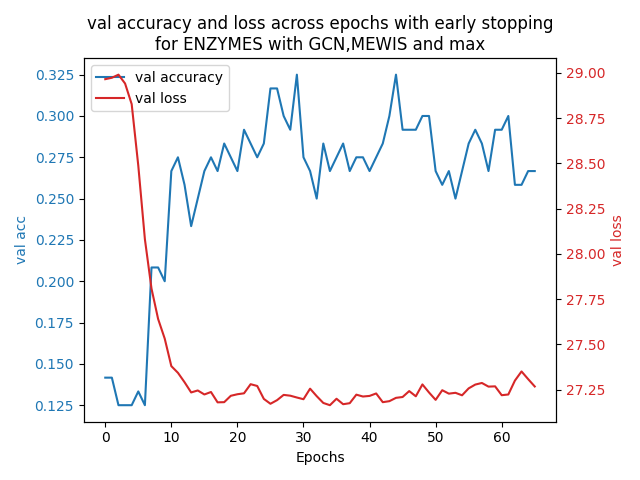 val accuracy and loss across epochs with early stopping
for ENZYMES with GCN,MEWIS and max
val accuracy
val loss
0.325
0.300
0.275
0.250
0.225
0.200
0.175
0.150
0.125
val acc
29.00
28.75
28.50
28.25
28.00
27.75
27.50
27.25
val loss
0 10 20 30 40 50 60
Epochs